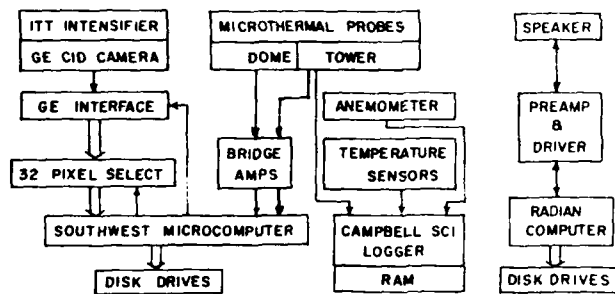 ITT INTENSIFIER
GE CID CAMERA
GE INTERFACE
32 PIXEL SELECT
SOUTHWEST MICROCOMPUTER
DISK DRIVES
MICROTHERMAL PROBES
DOME
TOWER
BRIDGE
AMPS
ANEMOMETER
TEMPERATURE
SENSORS
CAMPBELL SCI
LOGGER
RAM
SPEAKER
PREAMP
&
DRIVER
RADIAN
COMPUTER
DISK DRIVES